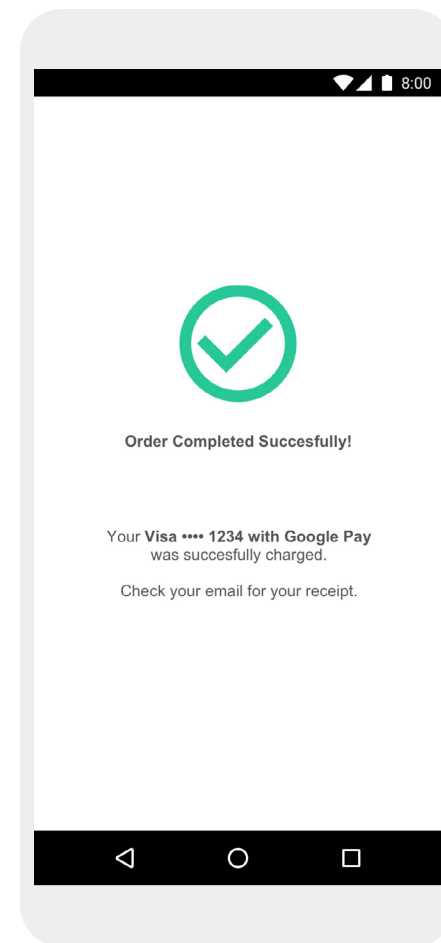 8:00
Order Completed Succesfully!
Your Visa •••• 1234 with Google Pay
was succesfully charged.
Check your email for your receipt.